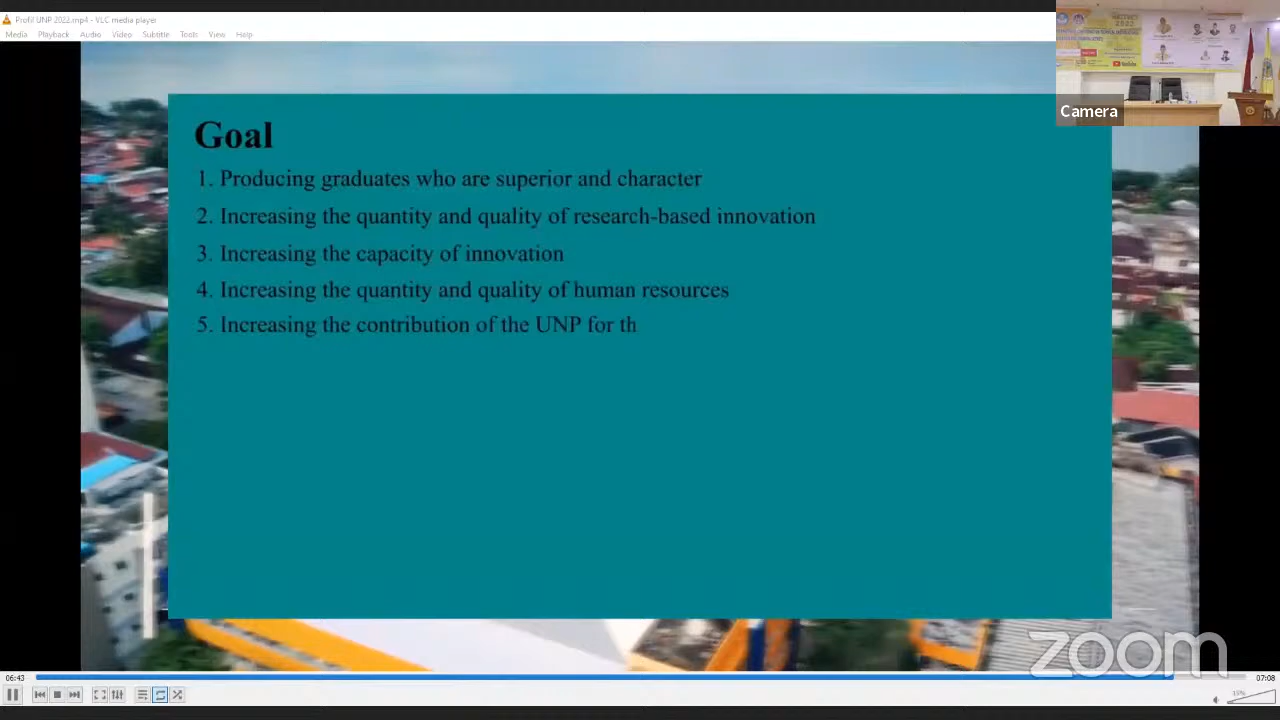 Profil UNP 2022.mp4 - VLC media player
Media Playback Audio Video Subtitle Tools View Help
2022
YouTube
Camera
Goal
1. Producing graduates who are superior and character
2. Increasing the quantity and quality of research-based innovation
3. Increasing the capacity of innovation
4. Increasing the quantity and quality of human resources
5. Increasing the contribution of the UNP for th
zoom
06:43
07:08